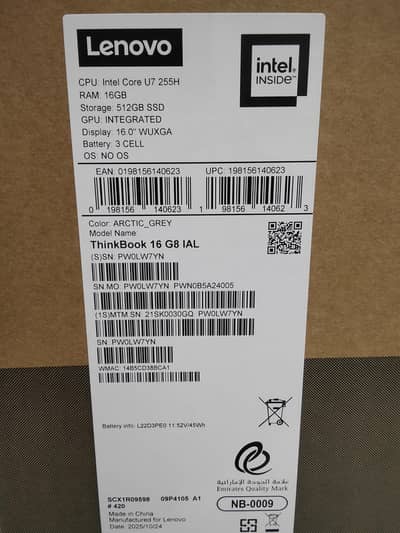 Lenovo
intel.
INSIDE™
CPU: Intel Core U7 255H
RAM: 16GB
Storage: 512GB SSD
GPU: INTEGRATED
Display: 16.0" WUXGA
Battery: 3 CELL
OS: NO OS
EAN: 0198156140623 UPC: 198156140623
0 198156 140623 1 98156 14062 3
Color: ARCTIC_GREY
Model Name:
ThinkBook 16 G8 IAL
(S)SN: PW0LW7YN
SN MO: PW0LW7YN PWN0B5A24005
(1S)MTM SN 21SK0030GQ PW0LW7YN
SN PW0LW7YN
WMAC: 14B5CD38BCA1
Battery info: L22D3PE0 11.52V/45Wh
علامة الجودة الإماراتية
Emirates Quality Mark
NB-0009
SCX1R09598 09P4105 A1
# 420
Made in China
Manufactured for Lenovo
Date: 2025/10/24